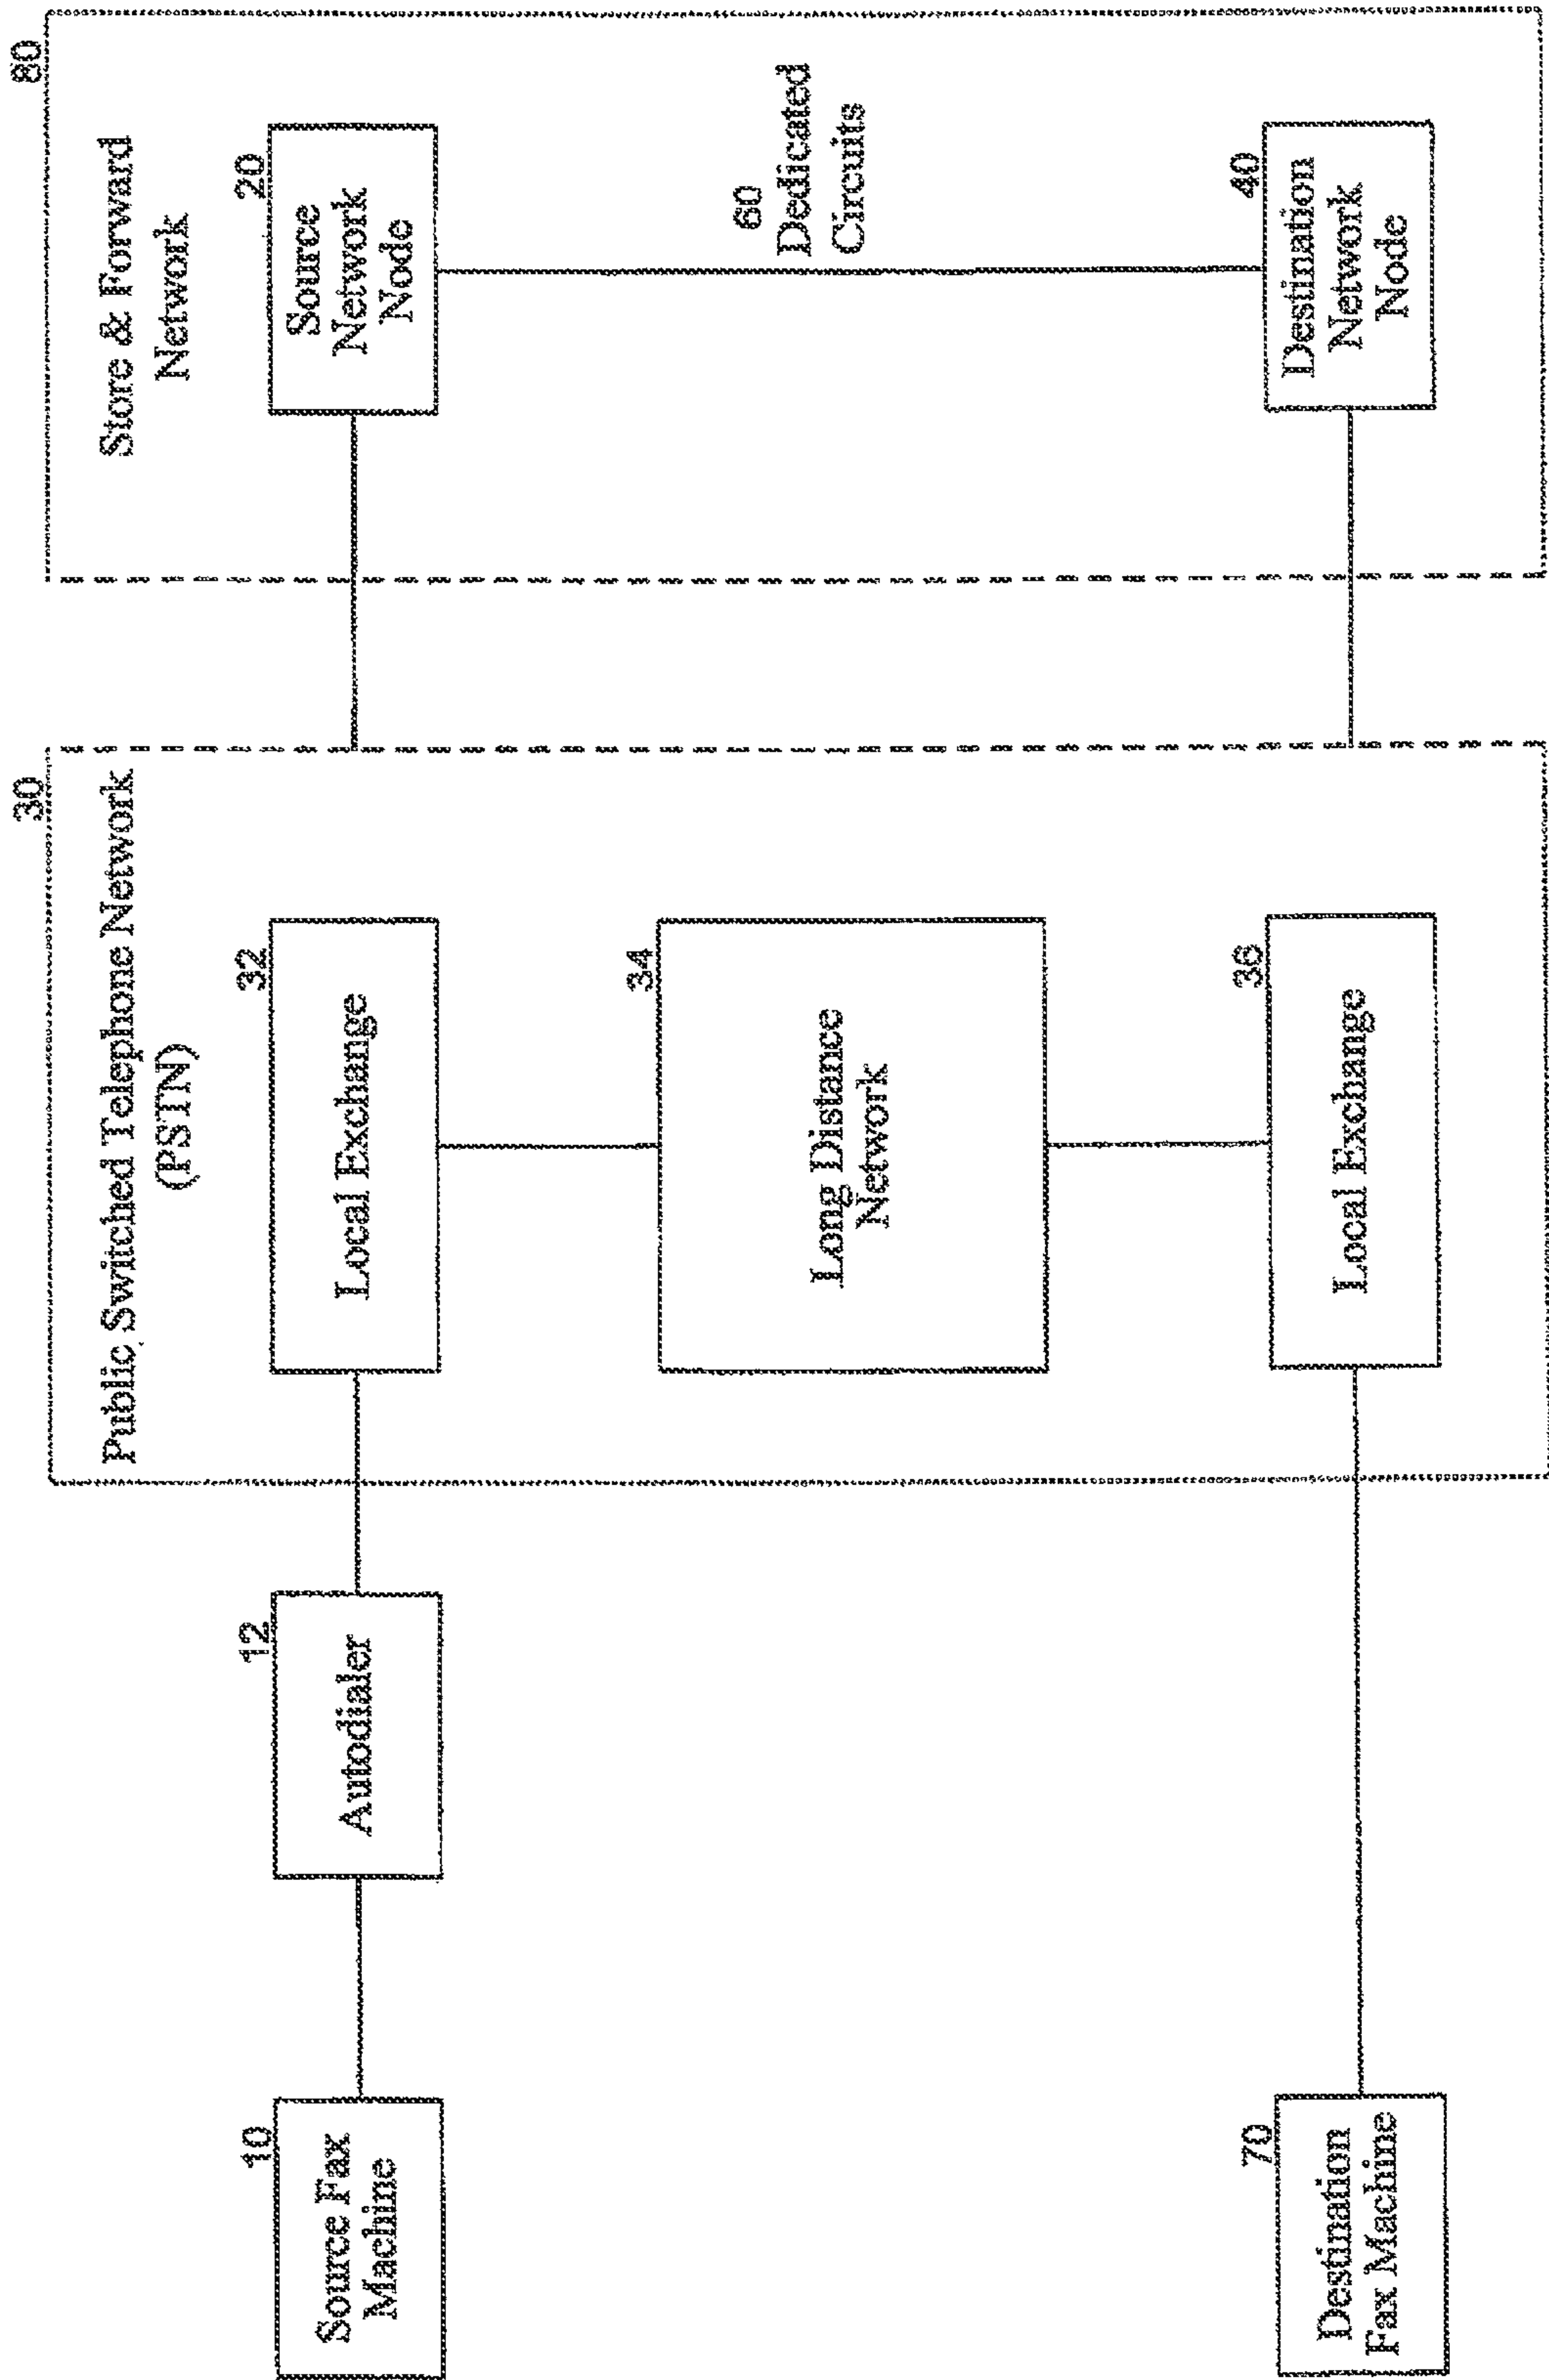 30
Public Switched Telephone Network
(PSTN)
80
Store & Forward
Network
10
Source Fax
Machine
12
Autodialer
32
Local Exchange
20
Source
Network
Node
34
Long Distance
Network
60
Dedicated
Circuits
70
Destination
Fax Machine
36
Local Exchange
40
Destination
Network
Node